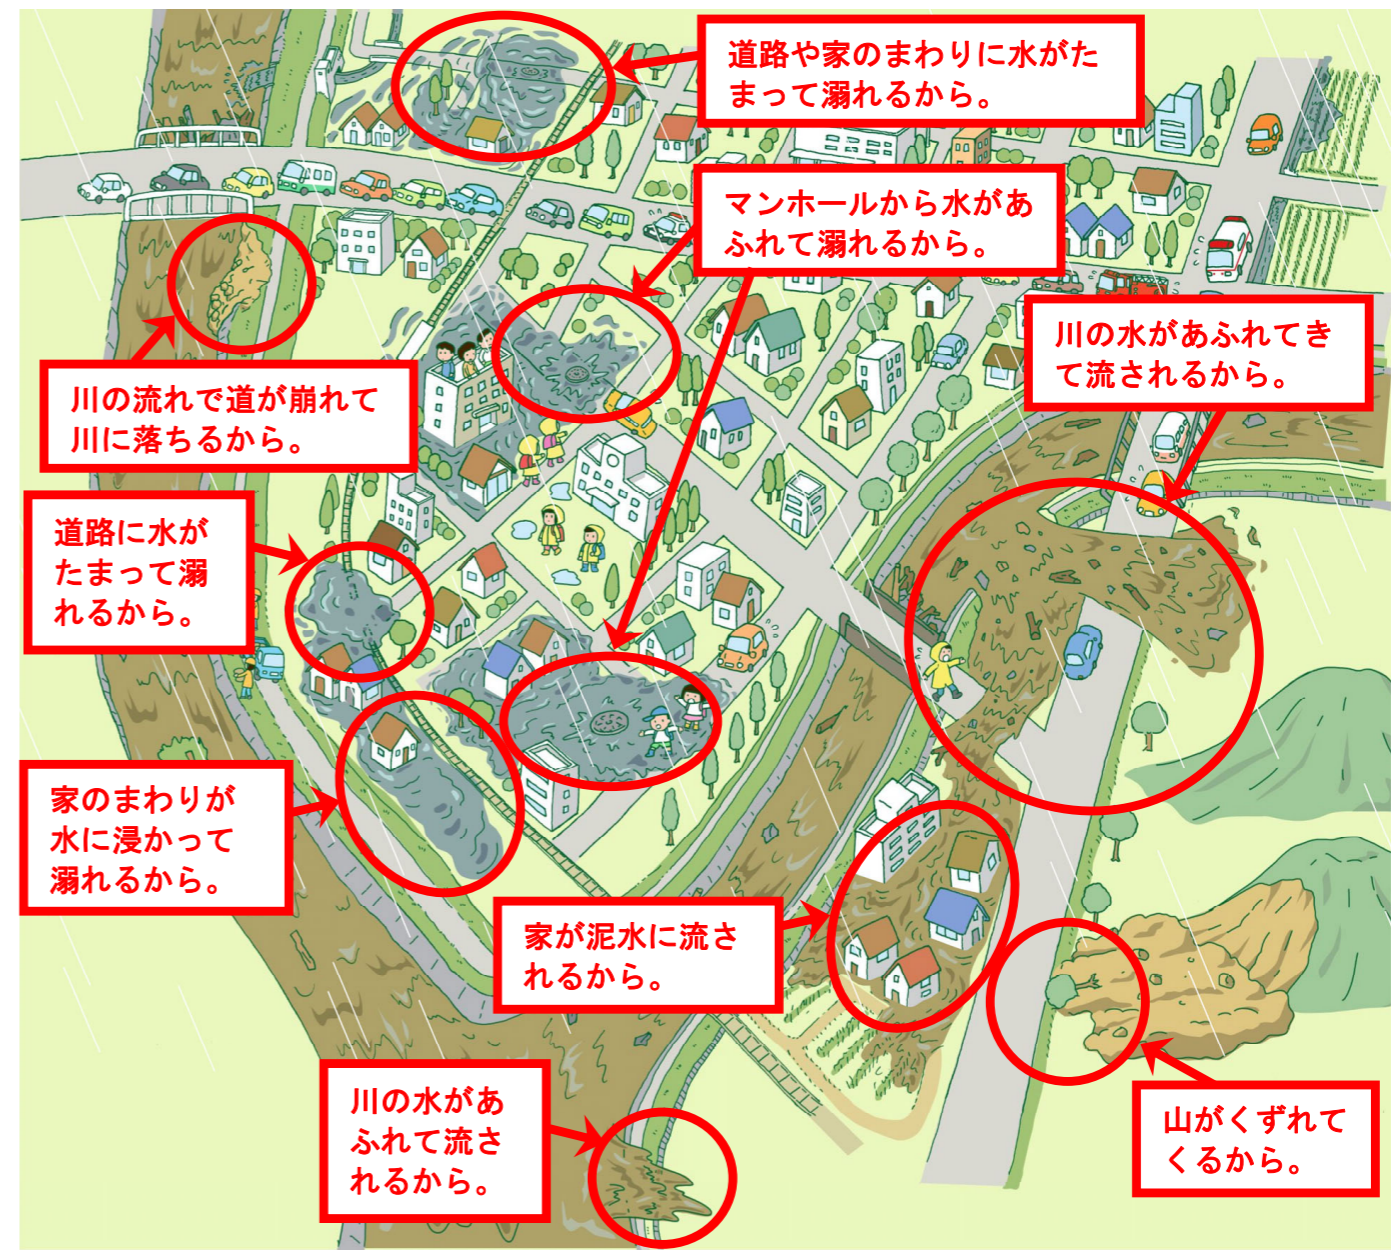 道路や家のまわりに水がた
まって溺れるから。
マンホールから水があ
ふれて溺れるから。
川の水があふれてき
て流されるから。
川の流れで道が崩れて
川に落ちるから。
道路に水が
たまって溺
れるから。
家のまわりが
水に浸かって
溺れるから。
家が泥水に流さ
れるから。
川の水があ
ふれて流さ
れるから。
山がくずれて
くるから。